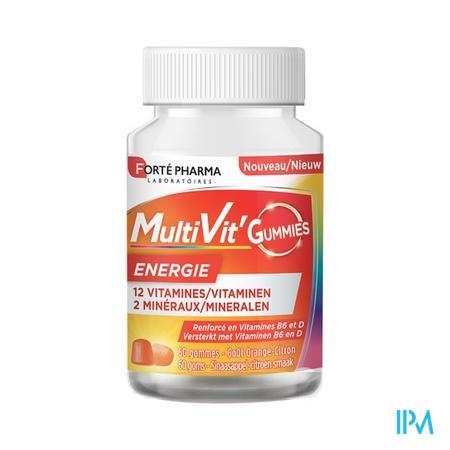 FORTÉ PHARMA
LABORATOIRES
Nouveau/Nieuw
MultiVit' GUMMIES
ENERGIE
12 VITAMINES/VITAMINEN
2 MINÉRAUX/MINERALEN
Renforcé en Vitamines B6 et D
Versterkt met Vitaminen B6 en D
60 gommes - Goût Orange-Citron
60 goms - Sinaasappel-citroen smaak
IPM